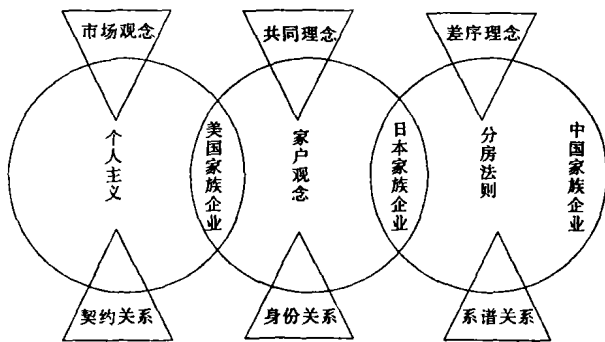 市场观念
共同理念
差序理念
个人主义
美国家族企业
家户观念
日本家族企业
分房法则
中国家族企业
契约关系
身份关系
系谱关系